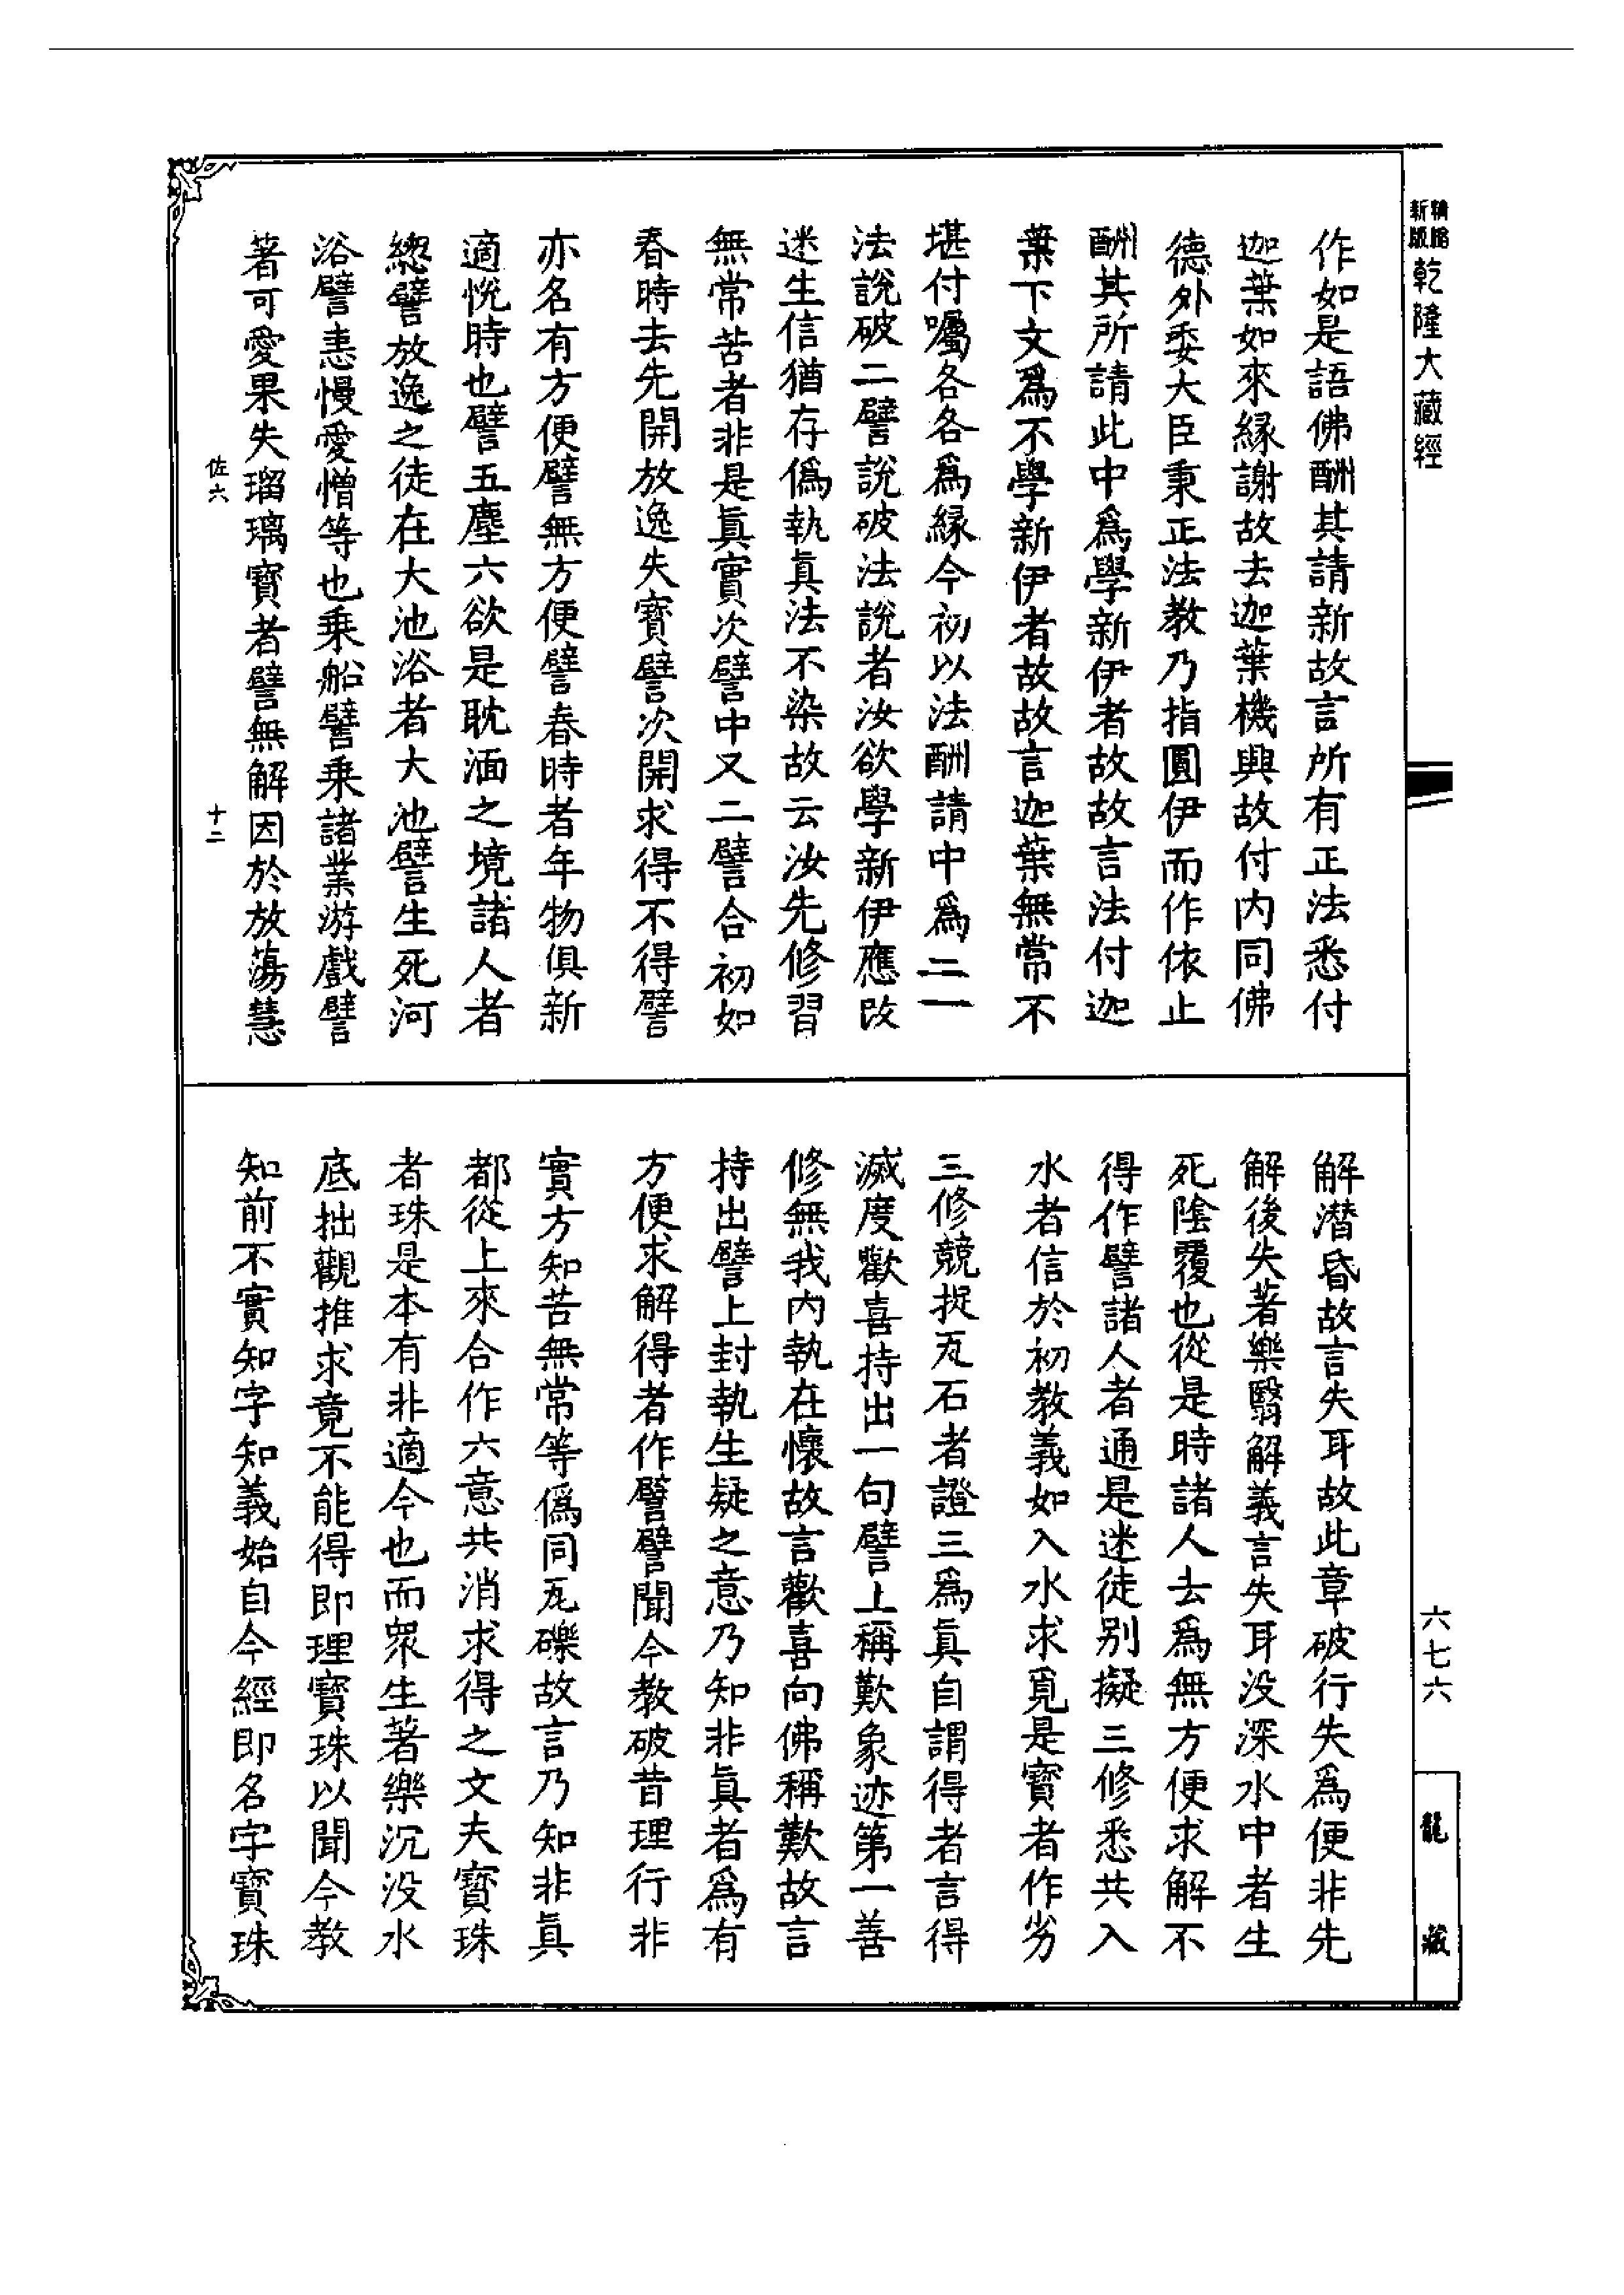 新版精縮乾隆大藏經
六七六
龍藏
作如是語佛酬其請新故言所有正法悉付
迦葉如來緣謝故去迦葉機興故付內同佛
德外委大臣秉正法教乃指圓伊而作依止
酬其所請此中爲學新伊者故故言法付迦
葉下文爲不學新伊者故故言迦葉無常不
堪付囑各各爲緣今初以法酬請中爲二一
法說破二譬說破法說者汝欲學新伊應改
迷生信猶存僞執眞法不染故云汝先修習
無常苦者非是眞實次譬中又二譬合初如
春時去先開放逸失寶譬次開求得不得譬
亦名有方便譬無方便譬春時者年物俱新
適悅時也譬五塵六欲是耽湎之境諸人者
總譬放逸之徒在大池浴者大池譬生死河
浴譬恚慢愛憎等也乘船譬乘諸業游戲譬
著可愛果失瑠璃寶者譬無解因於放蕩慧
佐六
十二
解潛昏故言失耳故此章破行失爲便非先
解後失著樂翳解義言失耳没深水中者生
死陰覆也從是時諸人去爲無方便求解不
得作譬諸人者通是迷徒別擬三修悉共入
水者信於初教義如入水求覓是寶者作劣
三修競捉瓦石者證三爲眞自謂得者言得
滅度歡喜持出一句譬上稱歎象迹第一善
修無我内執在懷故言歡喜向佛稱歎故言
持出譬上封執生疑之意乃知非眞者爲有
方便求解得者作譬譬聞今教破昔理行非
實方知苦無常等僞同瓦礫故言乃知非眞
都從上來合作六意共消求得之文夫寶珠
者珠是本有非適今也而衆生著樂沉没水
底拙觀推求竟不能得即理寶珠以聞今教
知前不實知字知義始自今經即名字寶珠